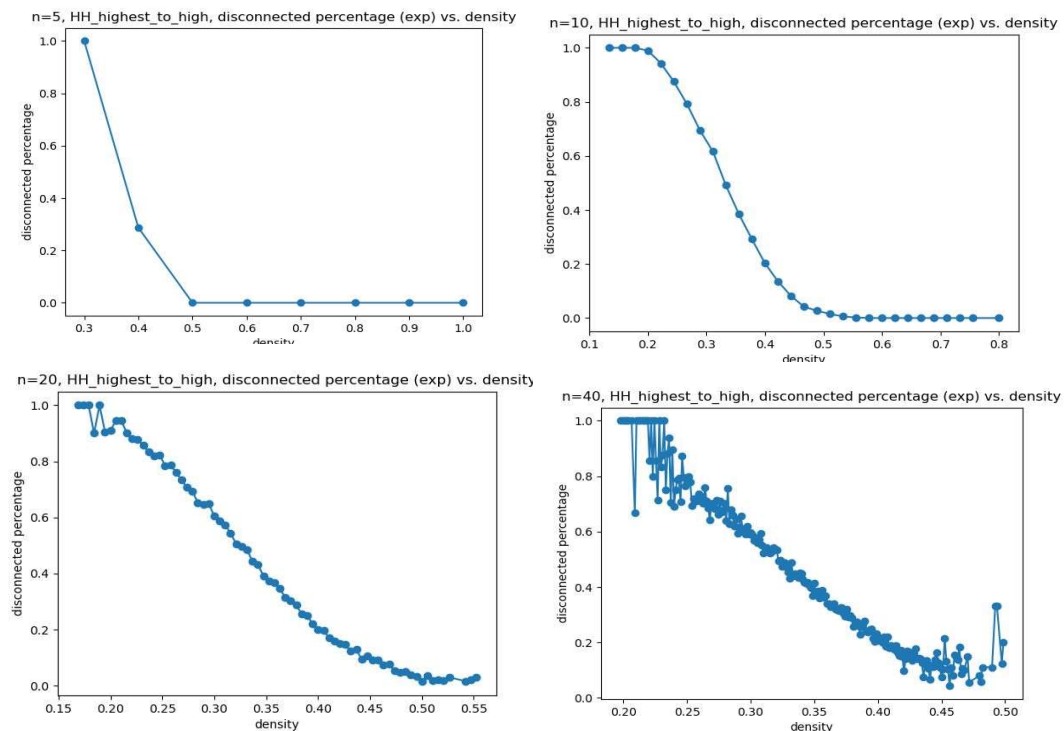 n=5, HH_highest_to_high, disconnected percentage (exp) vs. density
1.0
0.8
0.6
0.4
0.2
0.0
disconnected percentage
0.3 0.4 0.5 0.6 0.7 0.8 0.9 1.0
density
n=10, HH_highest_to_high, disconnected percentage (exp) vs. density
1.0
0.8
0.6
0.4
0.2
0.0
disconnected percentage
0.1 0.2 0.3 0.4 0.5 0.6 0.7 0.8
density
n=20, HH_highest_to_high, disconnected percentage (exp) vs. density
1.0
0.8
0.6
0.4
0.2
0.0
disconnected percentage
0.15 0.20 0.25 0.30 0.35 0.40 0.45 0.50 0.55
density
n=40, HH_highest_to_high, disconnected percentage (exp) vs. density
1.0
0.8
0.6
0.4
0.2
0.0
disconnected percentage
0.20 0.25 0.30 0.35 0.40 0.45 0.50
density